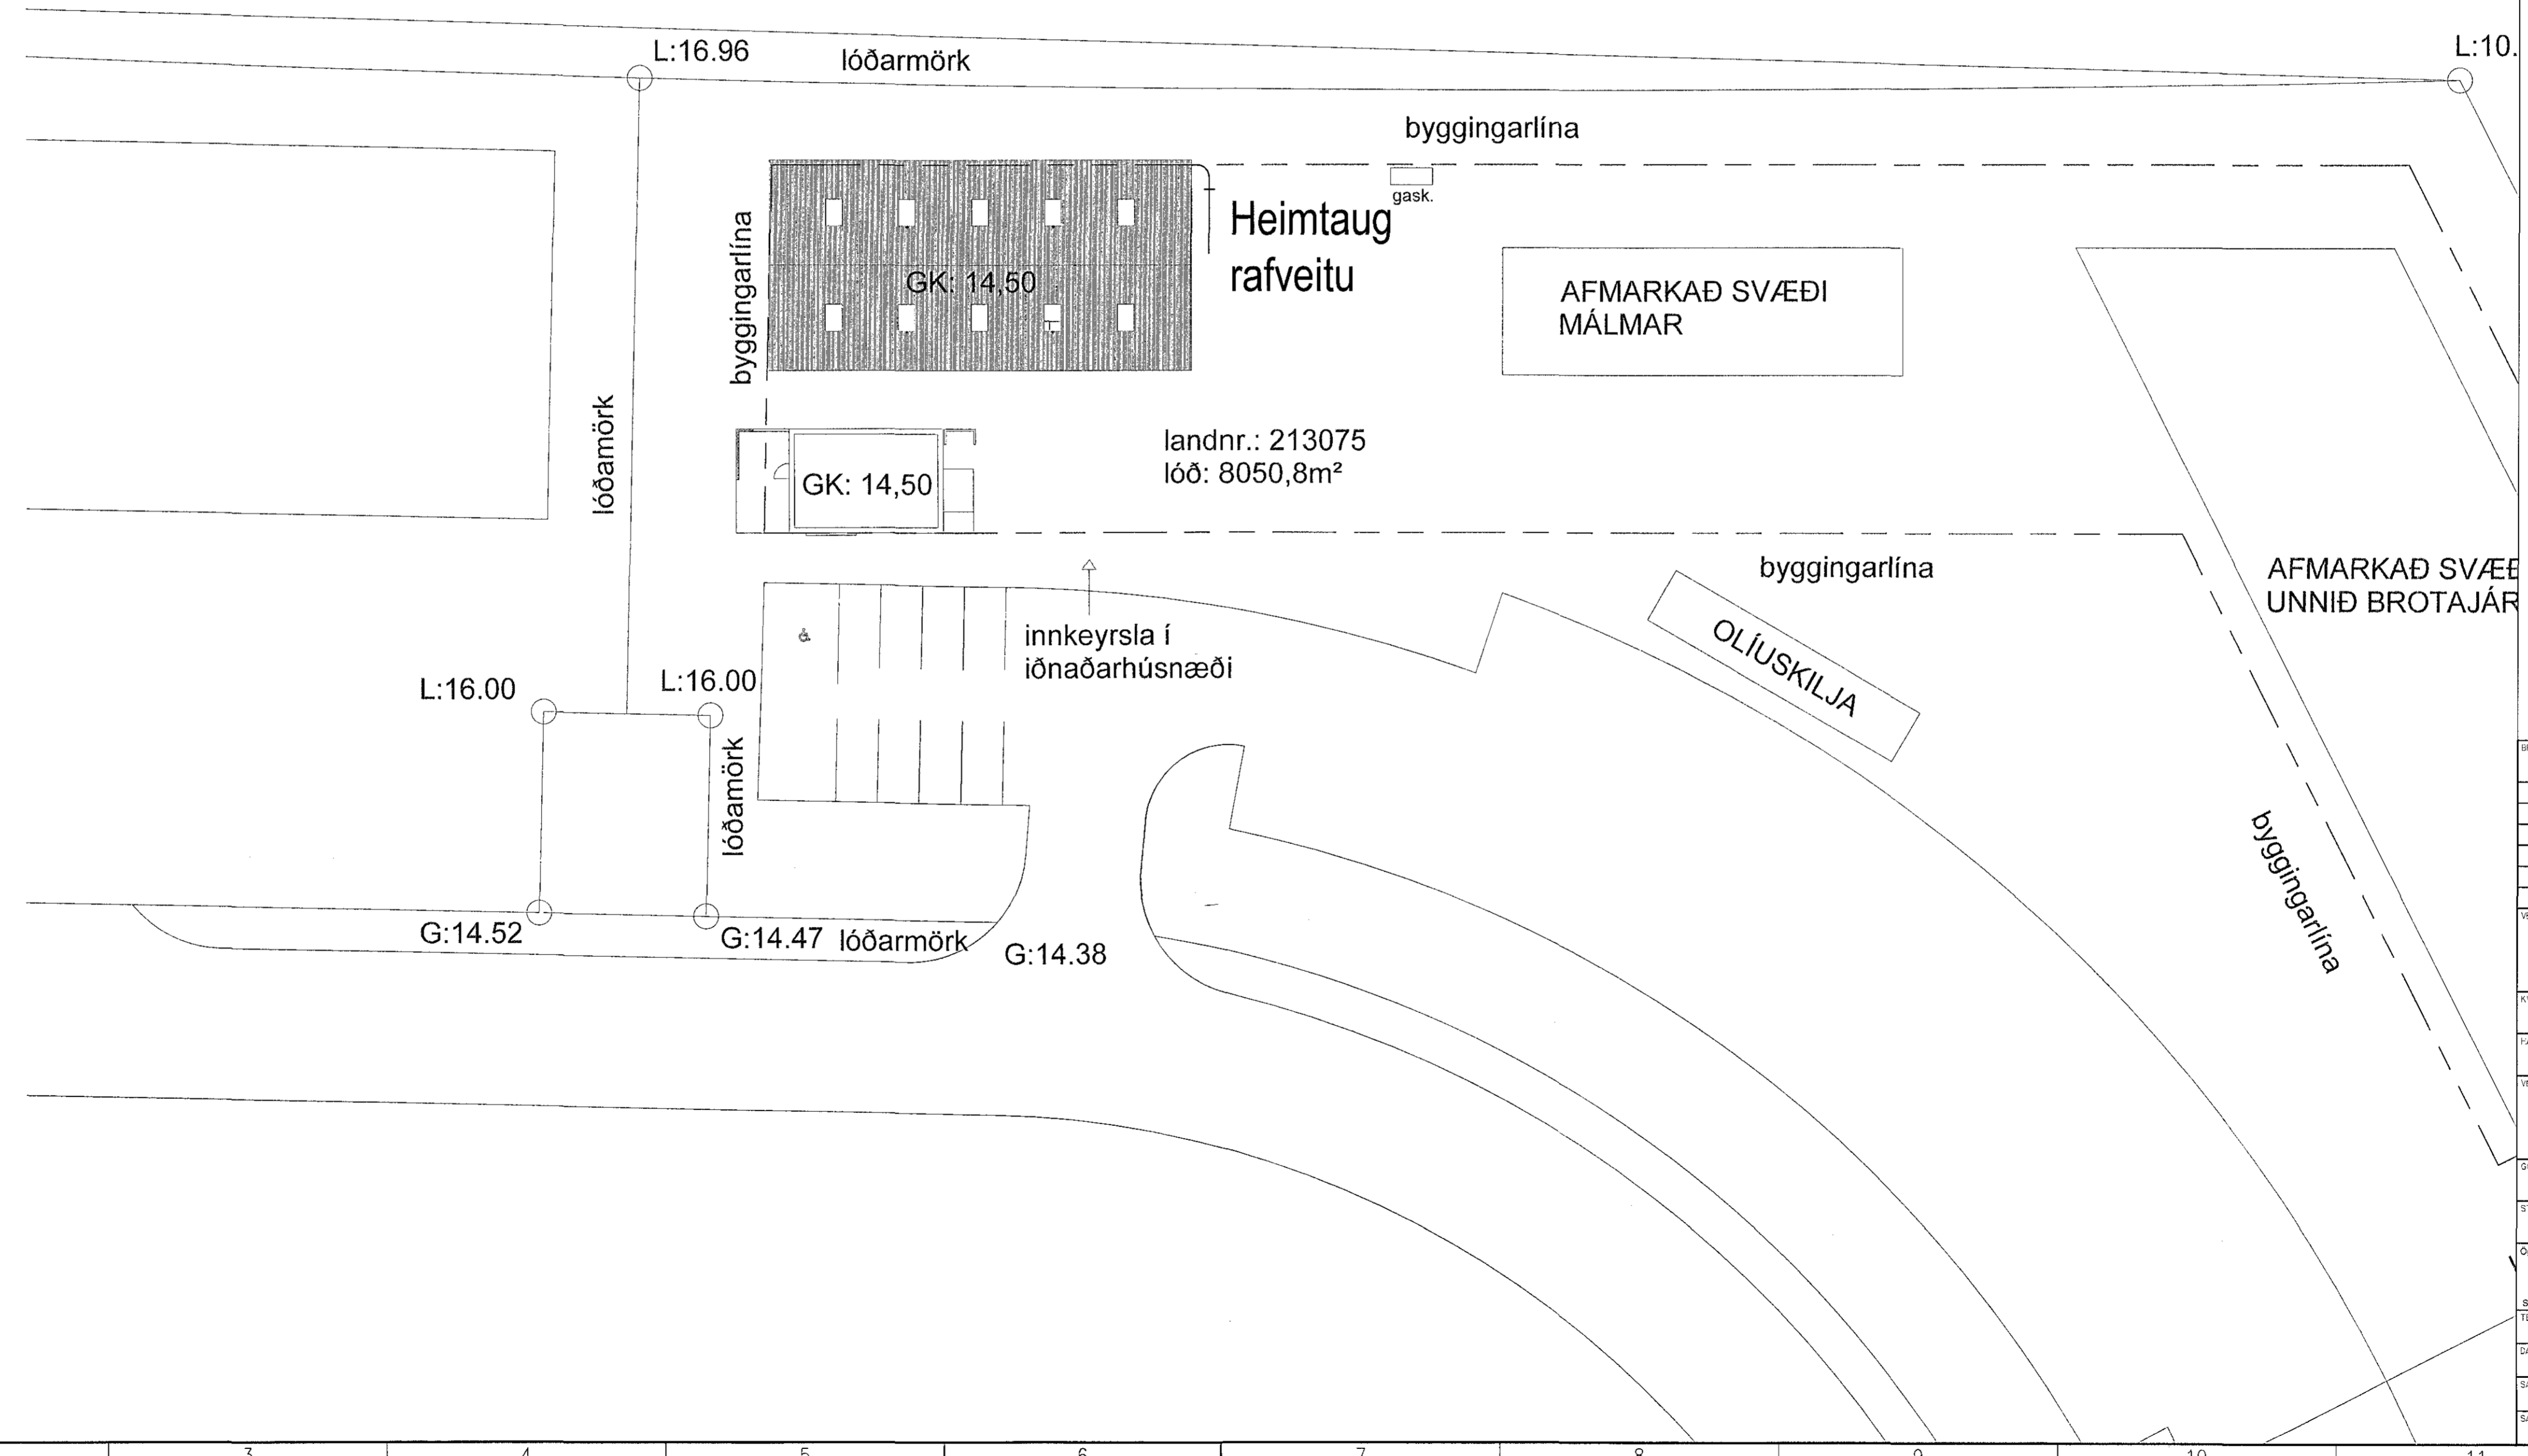 L:16.96
lóðarmörk
L:10.
byggingarlína
gask.
byggingarlína
Heimtaug
rafveitu
GK: 14,50
AFMARKAÐ SVÆÐI
MÁLMAR
lóðamörk
landnr.: 213075
lóð: 8050,8m²
GK: 14,50
byggingarlína
AFMARKAÐ SVÆÐ
UNNIÐ BROTAJÁR
innkeyrsla í
iðnaðarhúsnæði
OLÍUSKILJA
L:16.00
L:16.00
lóðamörk
byggingarlína
G:14.52
G:14.47
lóðarmörk
G:14.38
3 4 5 6 7 8 9 10 11